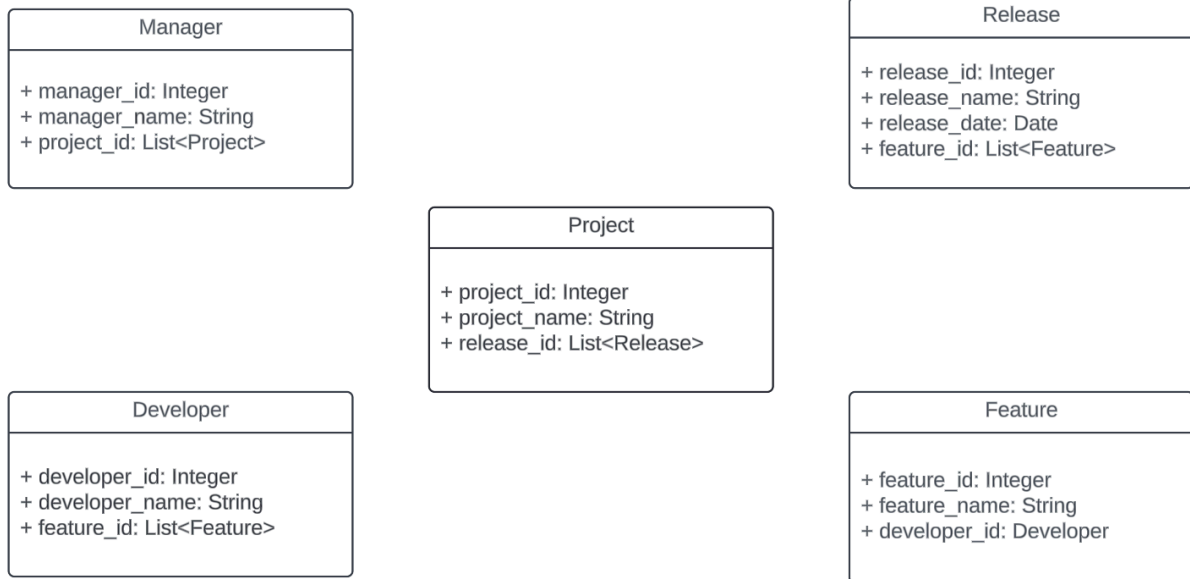 Manager
+ manager_id: Integer
+ manager_name: String
+ project_id: List<Project>
Release
+ release_id: Integer
+ release_name: String
+ release_date: Date
+ feature_id: List<Feature>
Project
+ project_id: Integer
+ project_name: String
+ release_id: List<Release>
Developer
+ developer_id: Integer
+ developer_name: String
+ feature_id: List<Feature>
Feature
+ feature_id: Integer
+ feature_name: String
+ developer_id: Developer